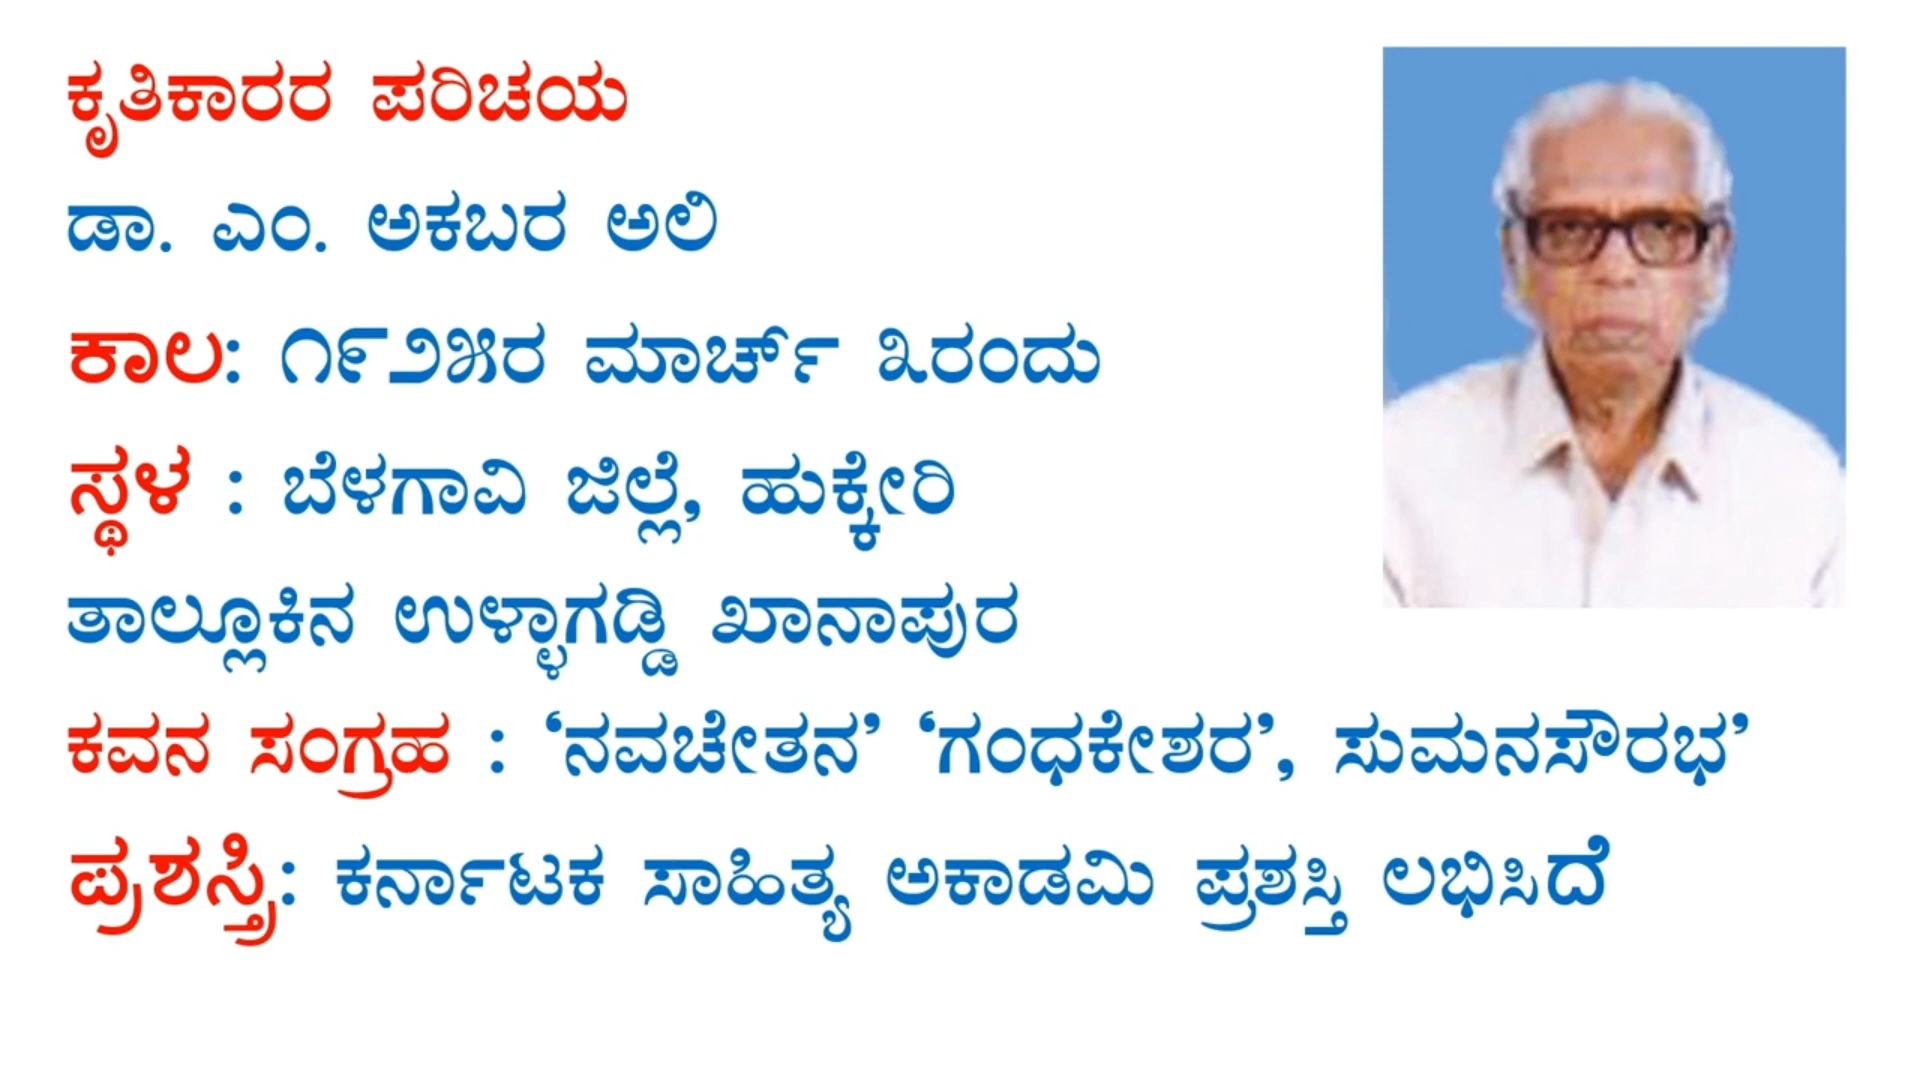 ಕೃತಿಕಾರರ ಪರಿಚಯ
ಡಾ. ಎಂ. ಅಕಬರ ಅಲಿ
ಕಾಲ: ೧೯೨೫ರ ಮಾರ್ಚ್ ೩ರಂದು
ಸ್ಥಳ : ಬೆಳಗಾವಿ ಜಿಲ್ಲೆ, ಹುಕ್ಕೇರಿ
ತಾಲ್ಲೂಕಿನ ಉಳ್ಳಾಗಡ್ಡಿ ಖಾನಾಪುರ
ಕವನ ಸಂಗ್ರಹ : ‘ನವಚೇತನ’ ‘ಗಂಧಕೇಶರ’, ಸುಮನಸೌರಭ’
ಪ್ರಶಸ್ತ್ರಿ: ಕರ್ನಾಟಕ ಸಾಹಿತ್ಯ ಅಕಾಡಮಿ ಪ್ರಶಸ್ತಿ ಲಭಿಸಿದೆ